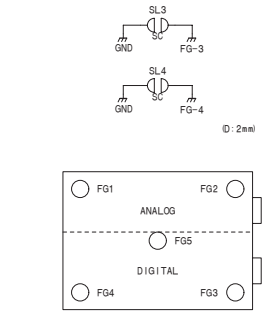 SL3
SC
GND FG-3
SL4
SC
GND FG-4
(D:2mm)
FG1 FG2
ANALOG
FG5
DIGITAL
FG4 FG3